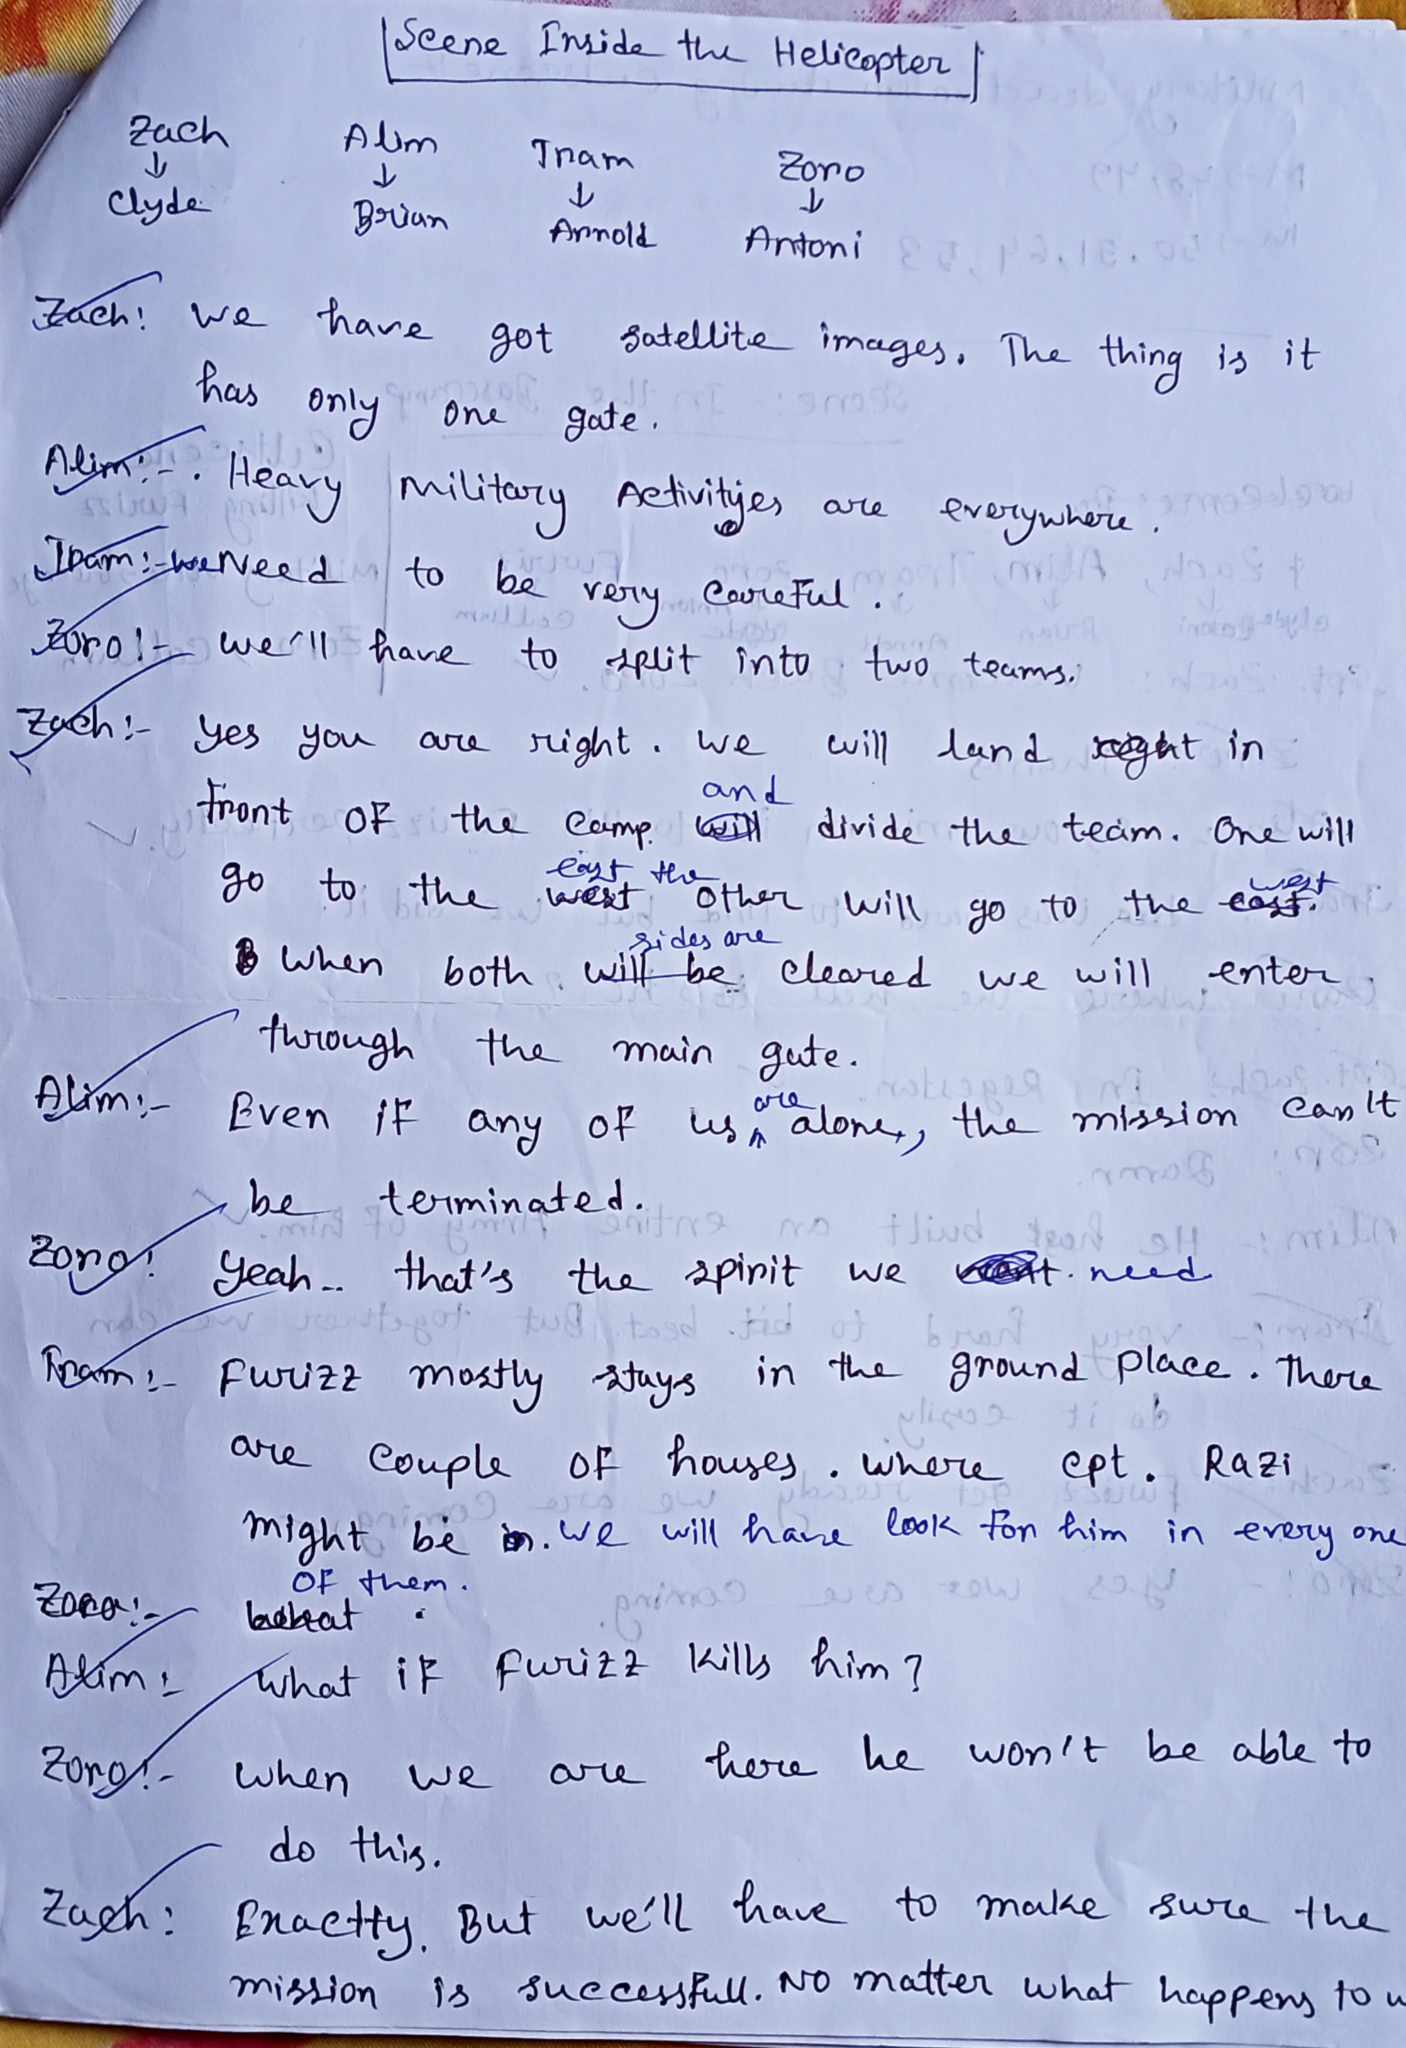 Scene Inside the Helicopter
Zach Alim Inam Zoro
↓ ↓ ↓ ↓
Clyde Brian Arnold Antoni
Zach: We have got satellite images. The thing is it
has only one gate.
Alim:- Heavy Military Activityes are everywhere.
Inam:- we Need to be very careful.
Zoro:- we'll have to split into two teams.
Zach:- Yes you are right. We will land right in
front of the camp. and will divide the team. One will
go to the west east the other will go to the east. west
When both will be sides are cleared we will enter
through the main gate.
Alim:- Even if any of us are alone, the mission can't
be terminated.
Zoro: Yeah.. that's the spirit we want. need
Inam:- Furizz mostly stays in the ground place. There
are couple of houses. where cpt. Razi
might be in. We will have look for him in every one
of them.
Zoro:- what
Alim:- What if Furizz kills him?
Zoro:- when we are here he won't be able to
do this.
Zach: Exactly. But we'll have to make sure the
mission is successfull. No matter what happens to